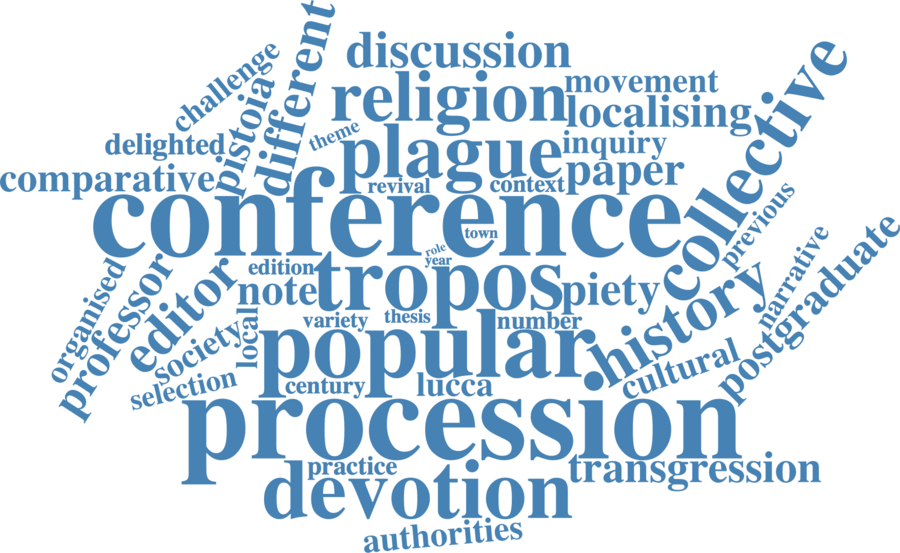 challenge
different
discussion
collective
delighted
pistoia
theme
religion
movement
localising
comparative
plague
inquiry
revival
context
paper
conference
town
previous
role
year
organised
professor
editor
edition
note
tropos
piety
history
narrative
postgraduate
society
local
variety
thesis
number
popular
cultural
selection
century
lucca
procession
practice
devotion
transgression
authorities